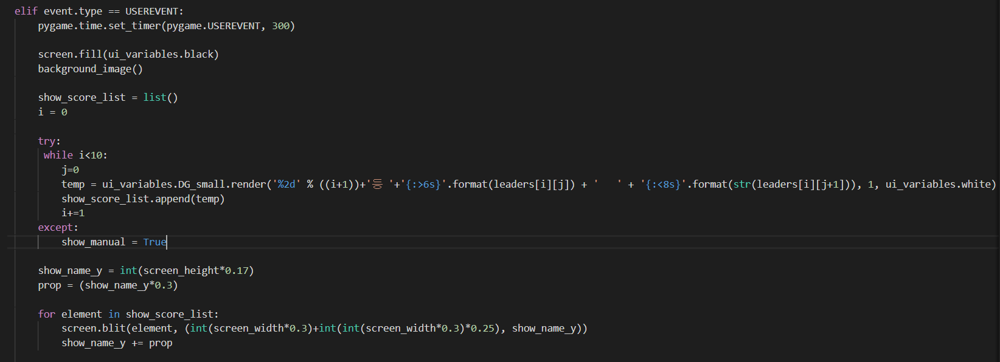 elif event.type == USEREVENT:
    pygame.time.set_timer(pygame.USEREVENT, 300)
    screen.fill(ui_variables.black)
    background_image()
    show_score_list = list()
    i = 0
    try:
     while i<10:
        j=0
        temp = ui_variables.DG_small.render('%2d' % ((i+1))+'등 '+'{:>6s}'.format(leaders[i][j]) + '   ' + '{:<8s}'.format(str(leaders[i][j+1])), 1, ui_variables.white)
        show_score_list.append(temp)
        i+=1
    except:
        show_manual = True
    show_name_y = int(screen_height*0.17)
    prop = (show_name_y*0.3)
    for element in show_score_list:
        screen.blit(element, (int(screen_width*0.3)+int(int(screen_width*0.3)*0.25), show_name_y))
        show_name_y += prop